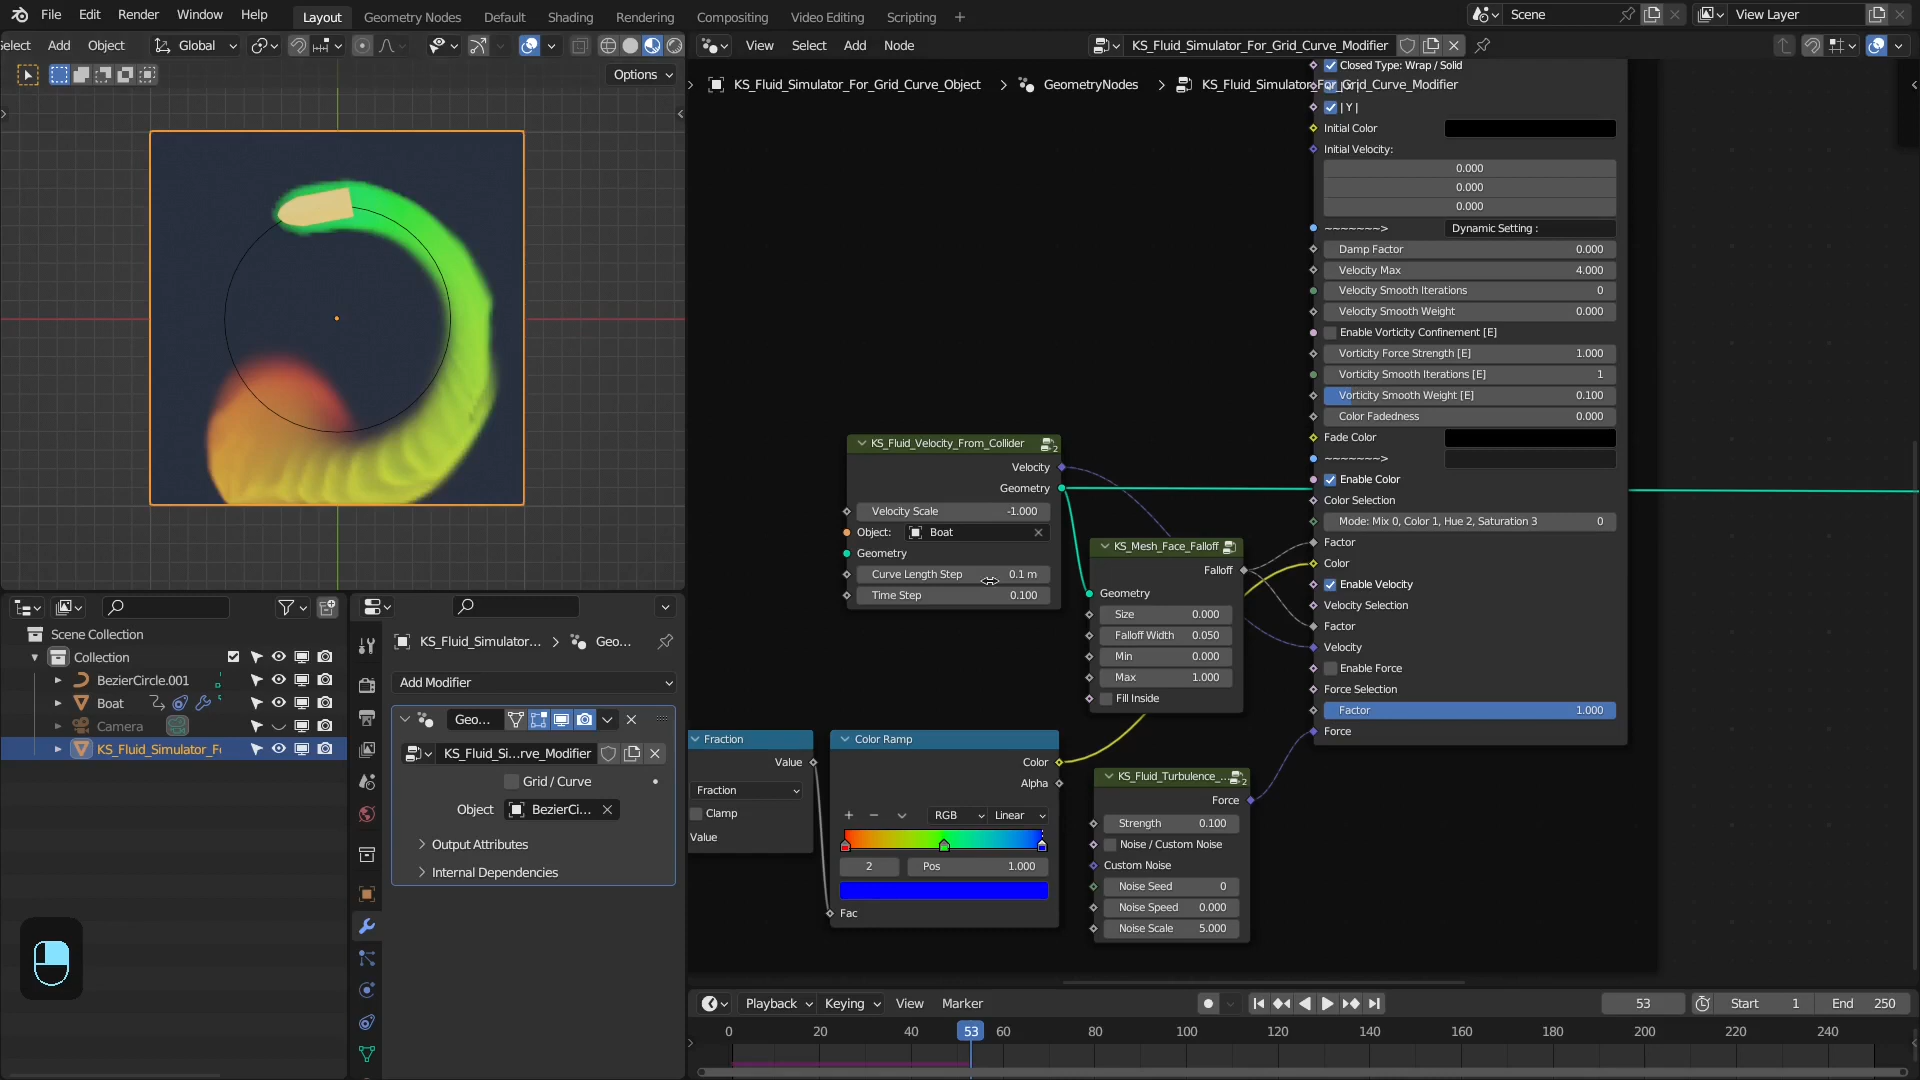 File Edit Render Window Help Layout Geometry Nodes Default Shading Rendering Compositing Video Editing Scripting + Scene View Layer
elect Add Object Global Options
View Select Add Node KS_Fluid_Simulator_For_Grid_Curve_Modifier
KS_Fluid_Simulator_For_Grid_Curve_Object > GeometryNodes > KS_Fluid_Simulator_For_Grid_Curve_Modifier
Closed Type: Wrap / Solid
| Y |
Initial Color
Initial Velocity:
0.000
0.000
0.000
~~~~~~~> Dynamic Setting :
Damp Factor 0.000
Velocity Max 4.000
Velocity Smooth Iterations 0
Velocity Smooth Weight 0.000
Enable Vorticity Confinement [E]
Vorticity Force Strength [E] 1.000
Vorticity Smooth Iterations [E] 1
Vorticity Smooth Weight [E] 0.100
Color Fadedness 0.000
Fade Color
~~~~~~~>
Enable Color
Color Selection
Mode: Mix 0, Color 1, Hue 2, Saturation 3 0
Factor
Color
Enable Velocity
Velocity Selection
Factor
Velocity
Enable Force
Force Selection
Factor 1.000
Force
KS_Fluid_Velocity_From_Collider 2
Velocity
Geometry
Velocity Scale -1.000
Object: Boat
Geometry
Curve Length Step 0.1 m
Time Step 0.100
KS_Mesh_Face_Falloff
Falloff
Geometry
Size 0.000
Falloff Width 0.050
Min 0.000
Max 1.000
Fill Inside
Fraction
Value
Fraction
Clamp
Value
Color Ramp
Color
Alpha
+ − RGB Linear
2 Pos 1.000
Fac
KS_Fluid_Turbulence_... 2
Force
Strength 0.100
Noise / Custom Noise
Custom Noise
Noise Seed 0
Noise Speed 0.000
Noise Scale 5.000
Scene Collection
Collection
BezierCircle.001
Boat
Camera
KS_Fluid_Simulator_F
KS_Fluid_Simulator... > Geo...
Add Modifier
Geo...
KS_Fluid_Si...rve_Modifier
Grid / Curve
Object BezierCi...
Output Attributes
Internal Dependencies
Playback Keying View Marker 53 Start 1 End 250
0 20 40 53 60 80 100 120 140 160 180 200 220 240